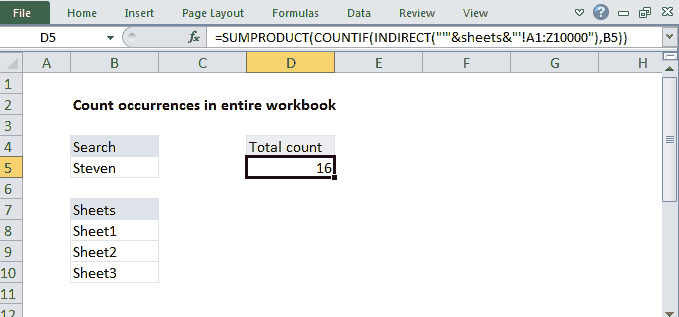 File Home Insert Page Layout Formulas Data Review View
D5 fx =SUMPRODUCT(COUNTIF(INDIRECT("'"&sheets&"'!A1:Z10000"),B5))
A B C D E F G H
1
2 Count occurrences in entire workbook
3
4 Search Total count
5 Steven 16
6
7 Sheets
8 Sheet1
9 Sheet2
10 Sheet3
11
12